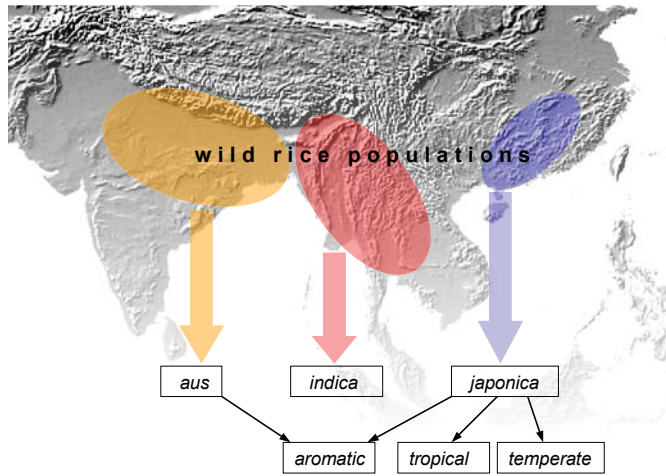 wild rice populations
aus indica japonica
aromatic tropical temperate